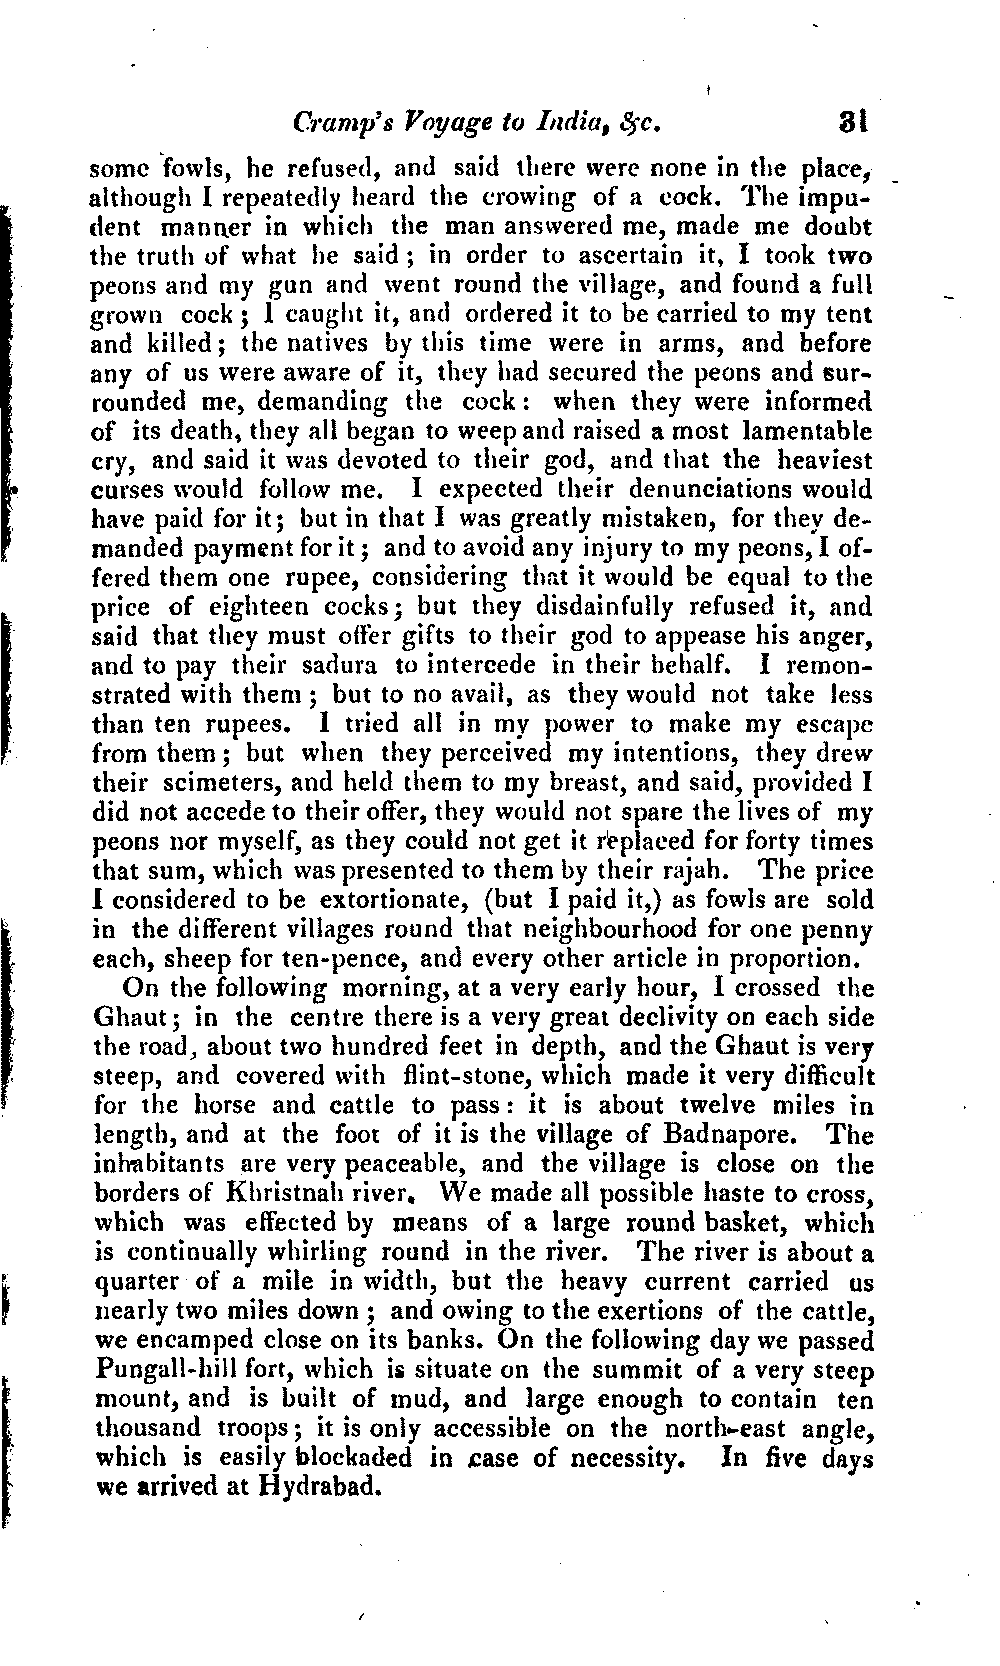 Cramp's Voyage to India, &c. 31
some fowls, he refused, and said there were none in the place,
although I repeatedly heard the crowing of a cock. The impu-
dent manner in which the man answered me, made me doubt
the truth of what he said; in order to ascertain it, I took two
peons and my gun and went round the village, and found a full
grown cock; I caught it, and ordered it to be carried to my tent
and killed; the natives by this time were in arms, and before
any of us were aware of it, they had secured the peons and sur-
rounded me, demanding the cock: when they were informed
of its death, they all began to weep and raised a most lamentable
cry, and said it was devoted to their god, and that the heaviest
curses would follow me. I expected their denunciations would
have paid for it; but in that I was greatly mistaken, for they de-
manded payment for it; and to avoid any injury to my peons, I of-
fered them one rupee, considering that it would be equal to the
price of eighteen cocks; but they disdainfully refused it, and
said that they must offer gifts to their god to appease his anger,
and to pay their sadura to intercede in their behalf. I remon-
strated with them; but to no avail, as they would not take less
than ten rupees. I tried all in my power to make my escape
from them; but when they perceived my intentions, they drew
their scimeters, and held them to my breast, and said, provided I
did not accede to their offer, they would not spare the lives of my
peons nor myself, as they could not get it replaced for forty times
that sum, which was presented to them by their rajah. The price
I considered to be extortionate, (but I paid it,) as fowls are sold
in the different villages round that neighbourhood for one penny
each, sheep for ten-pence, and every other article in proportion.
On the following morning, at a very early hour, I crossed the
Ghaut; in the centre there is a very great declivity on each side
the road, about two hundred feet in depth, and the Ghaut is very
steep, and covered with flint-stone, which made it very difficult
for the horse and cattle to pass: it is about twelve miles in
length, and at the foot of it is the village of Badnapore. The
inhabitants are very peaceable, and the village is close on the
borders of Khristnah river. We made all possible haste to cross,
which was effected by means of a large round basket, which
is continually whirling round in the river. The river is about a
quarter of a mile in width, but the heavy current carried us
nearly two miles down; and owing to the exertions of the cattle,
we encamped close on its banks. On the following day we passed
Pungall-hill fort, which is situate on the summit of a very steep
mount, and is built of mud, and large enough to contain ten
thousand troops; it is only accessible on the north-east angle,
which is easily blockaded in case of necessity. In five days
we arrived at Hydrabad.